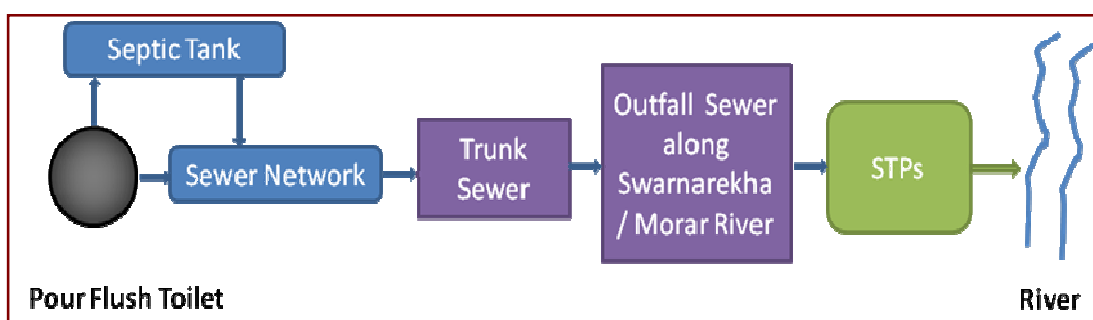 Septic Tank
Sewer Network
Trunk
Sewer
Outfall Sewer
along
Swarnarekha
/ Morar River
STPs
Pour Flush Toilet
River